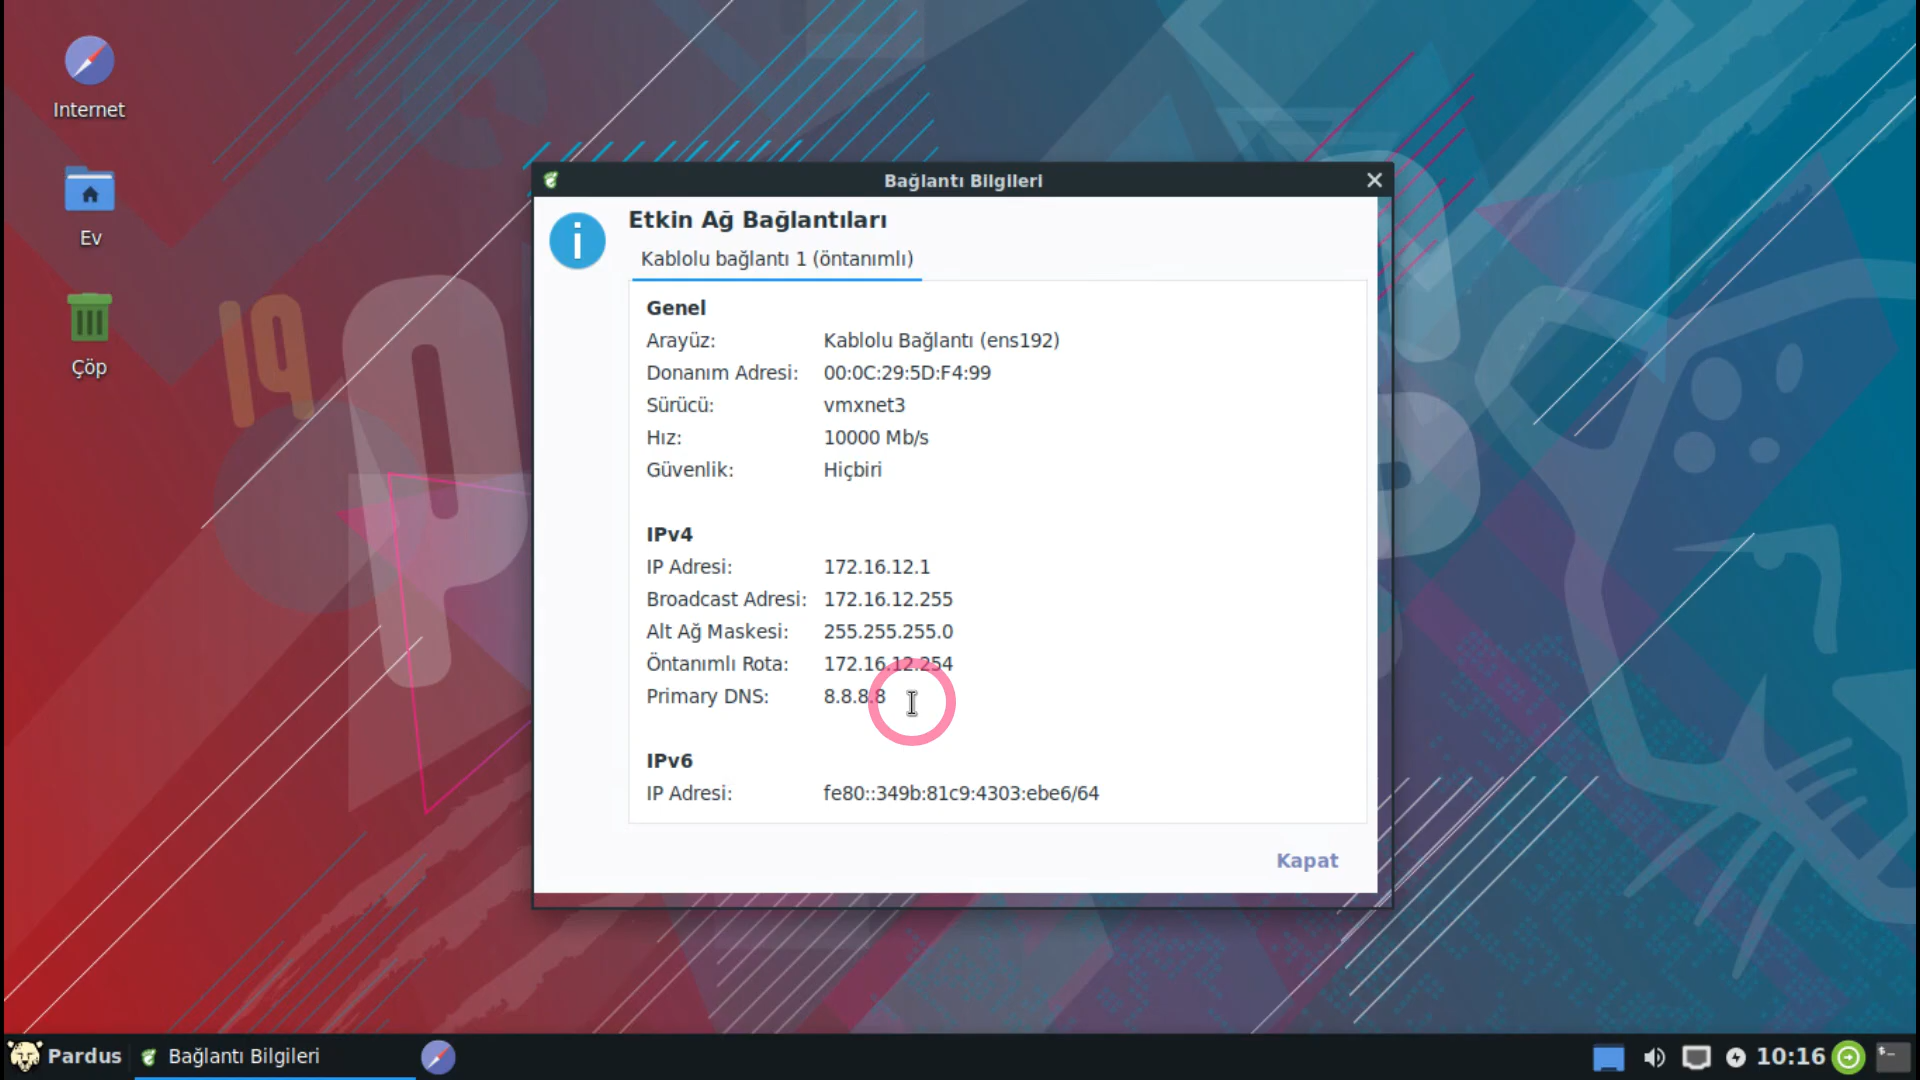 Internet
Ev
Çöp
19
Bağlantı Bilgileri
Etkin Ağ Bağlantıları
Kablolu bağlantı 1 (öntanımlı)
Genel
Arayüz: Kablolu Bağlantı (ens192)
Donanım Adresi: 00:0C:29:5D:F4:99
Sürücü: vmxnet3
Hız: 10000 Mb/s
Güvenlik: Hiçbiri
IPv4
IP Adresi: 172.16.12.1
Broadcast Adresi: 172.16.12.255
Alt Ağ Maskesi: 255.255.255.0
Öntanımlı Rota: 172.16.12.254
Primary DNS: 8.8.8.8
IPv6
IP Adresi: fe80::349b:81c9:4303:ebe6/64
Kapat
Pardus
Bağlantı Bilgileri
10:16